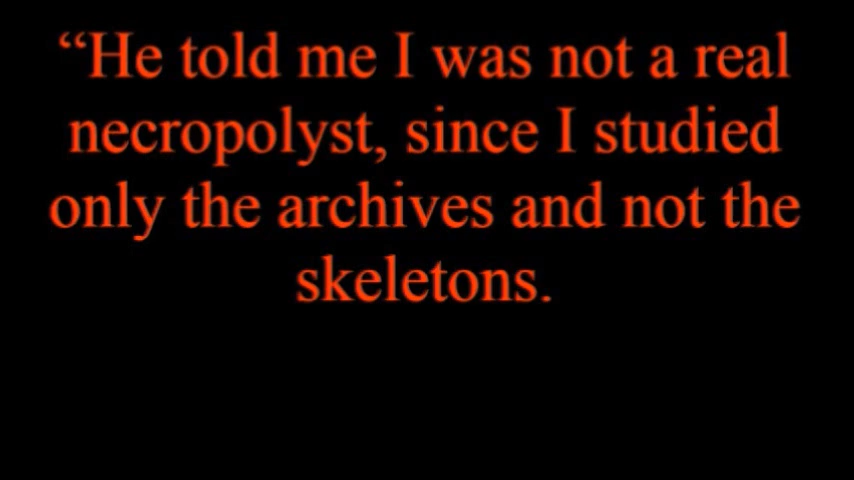 “He told me I was not a real
necropolyst, since I studied
only the archives and not the
skeletons.